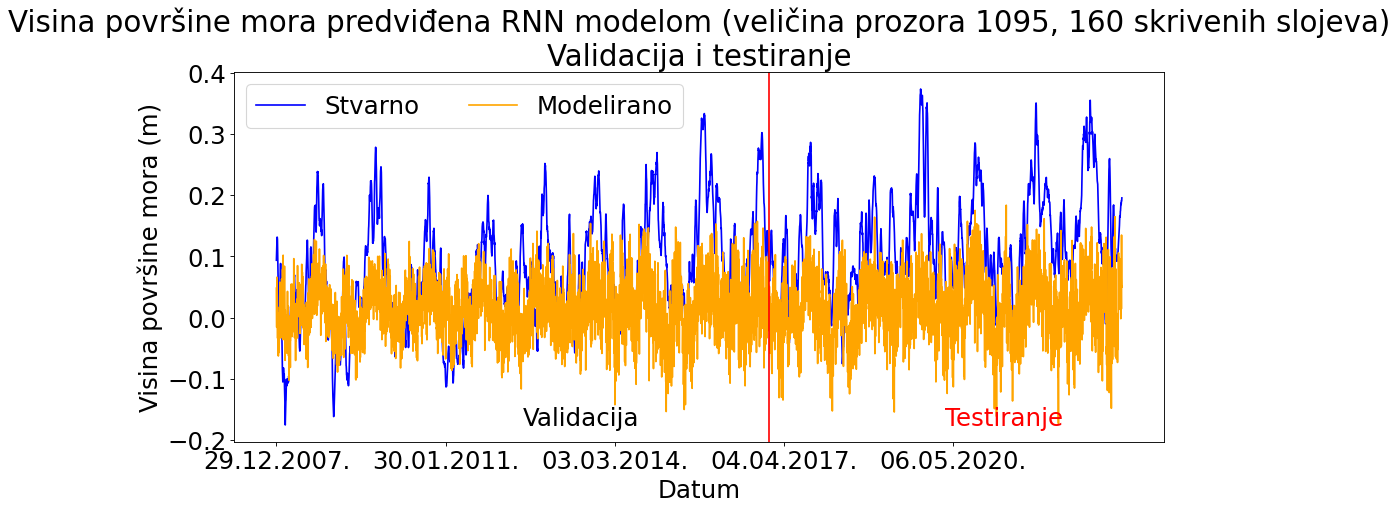 Visina površine mora predviđena RNN modelom (veličina prozora 1095, 160 skrivenih slojeva)
Validacija i testiranje
Visina površine mora (m)
0.4
0.3
0.2
0.1
0.0
−0.1
−0.2
Stvarno
Modelirano
Validacija
Testiranje
29.12.2007.
30.01.2011.
03.03.2014.
04.04.2017.
06.05.2020.
Datum